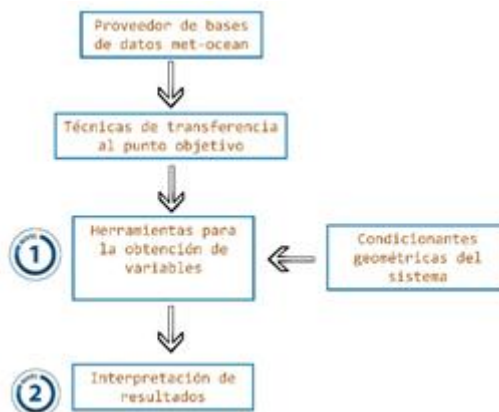 Proveedor de bases
de datos met-ocean
Técnicas de transferencia
al punto objetivo
1
Herramientas para
la obtención de
variables
Condicionantes
geométricas del
sistema
2
Interpretación de
resultados